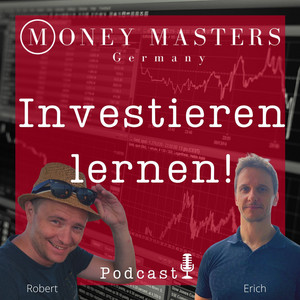 MONEY MASTERS
Germany
Investieren
lernen!
Podcast
Robert
Erich